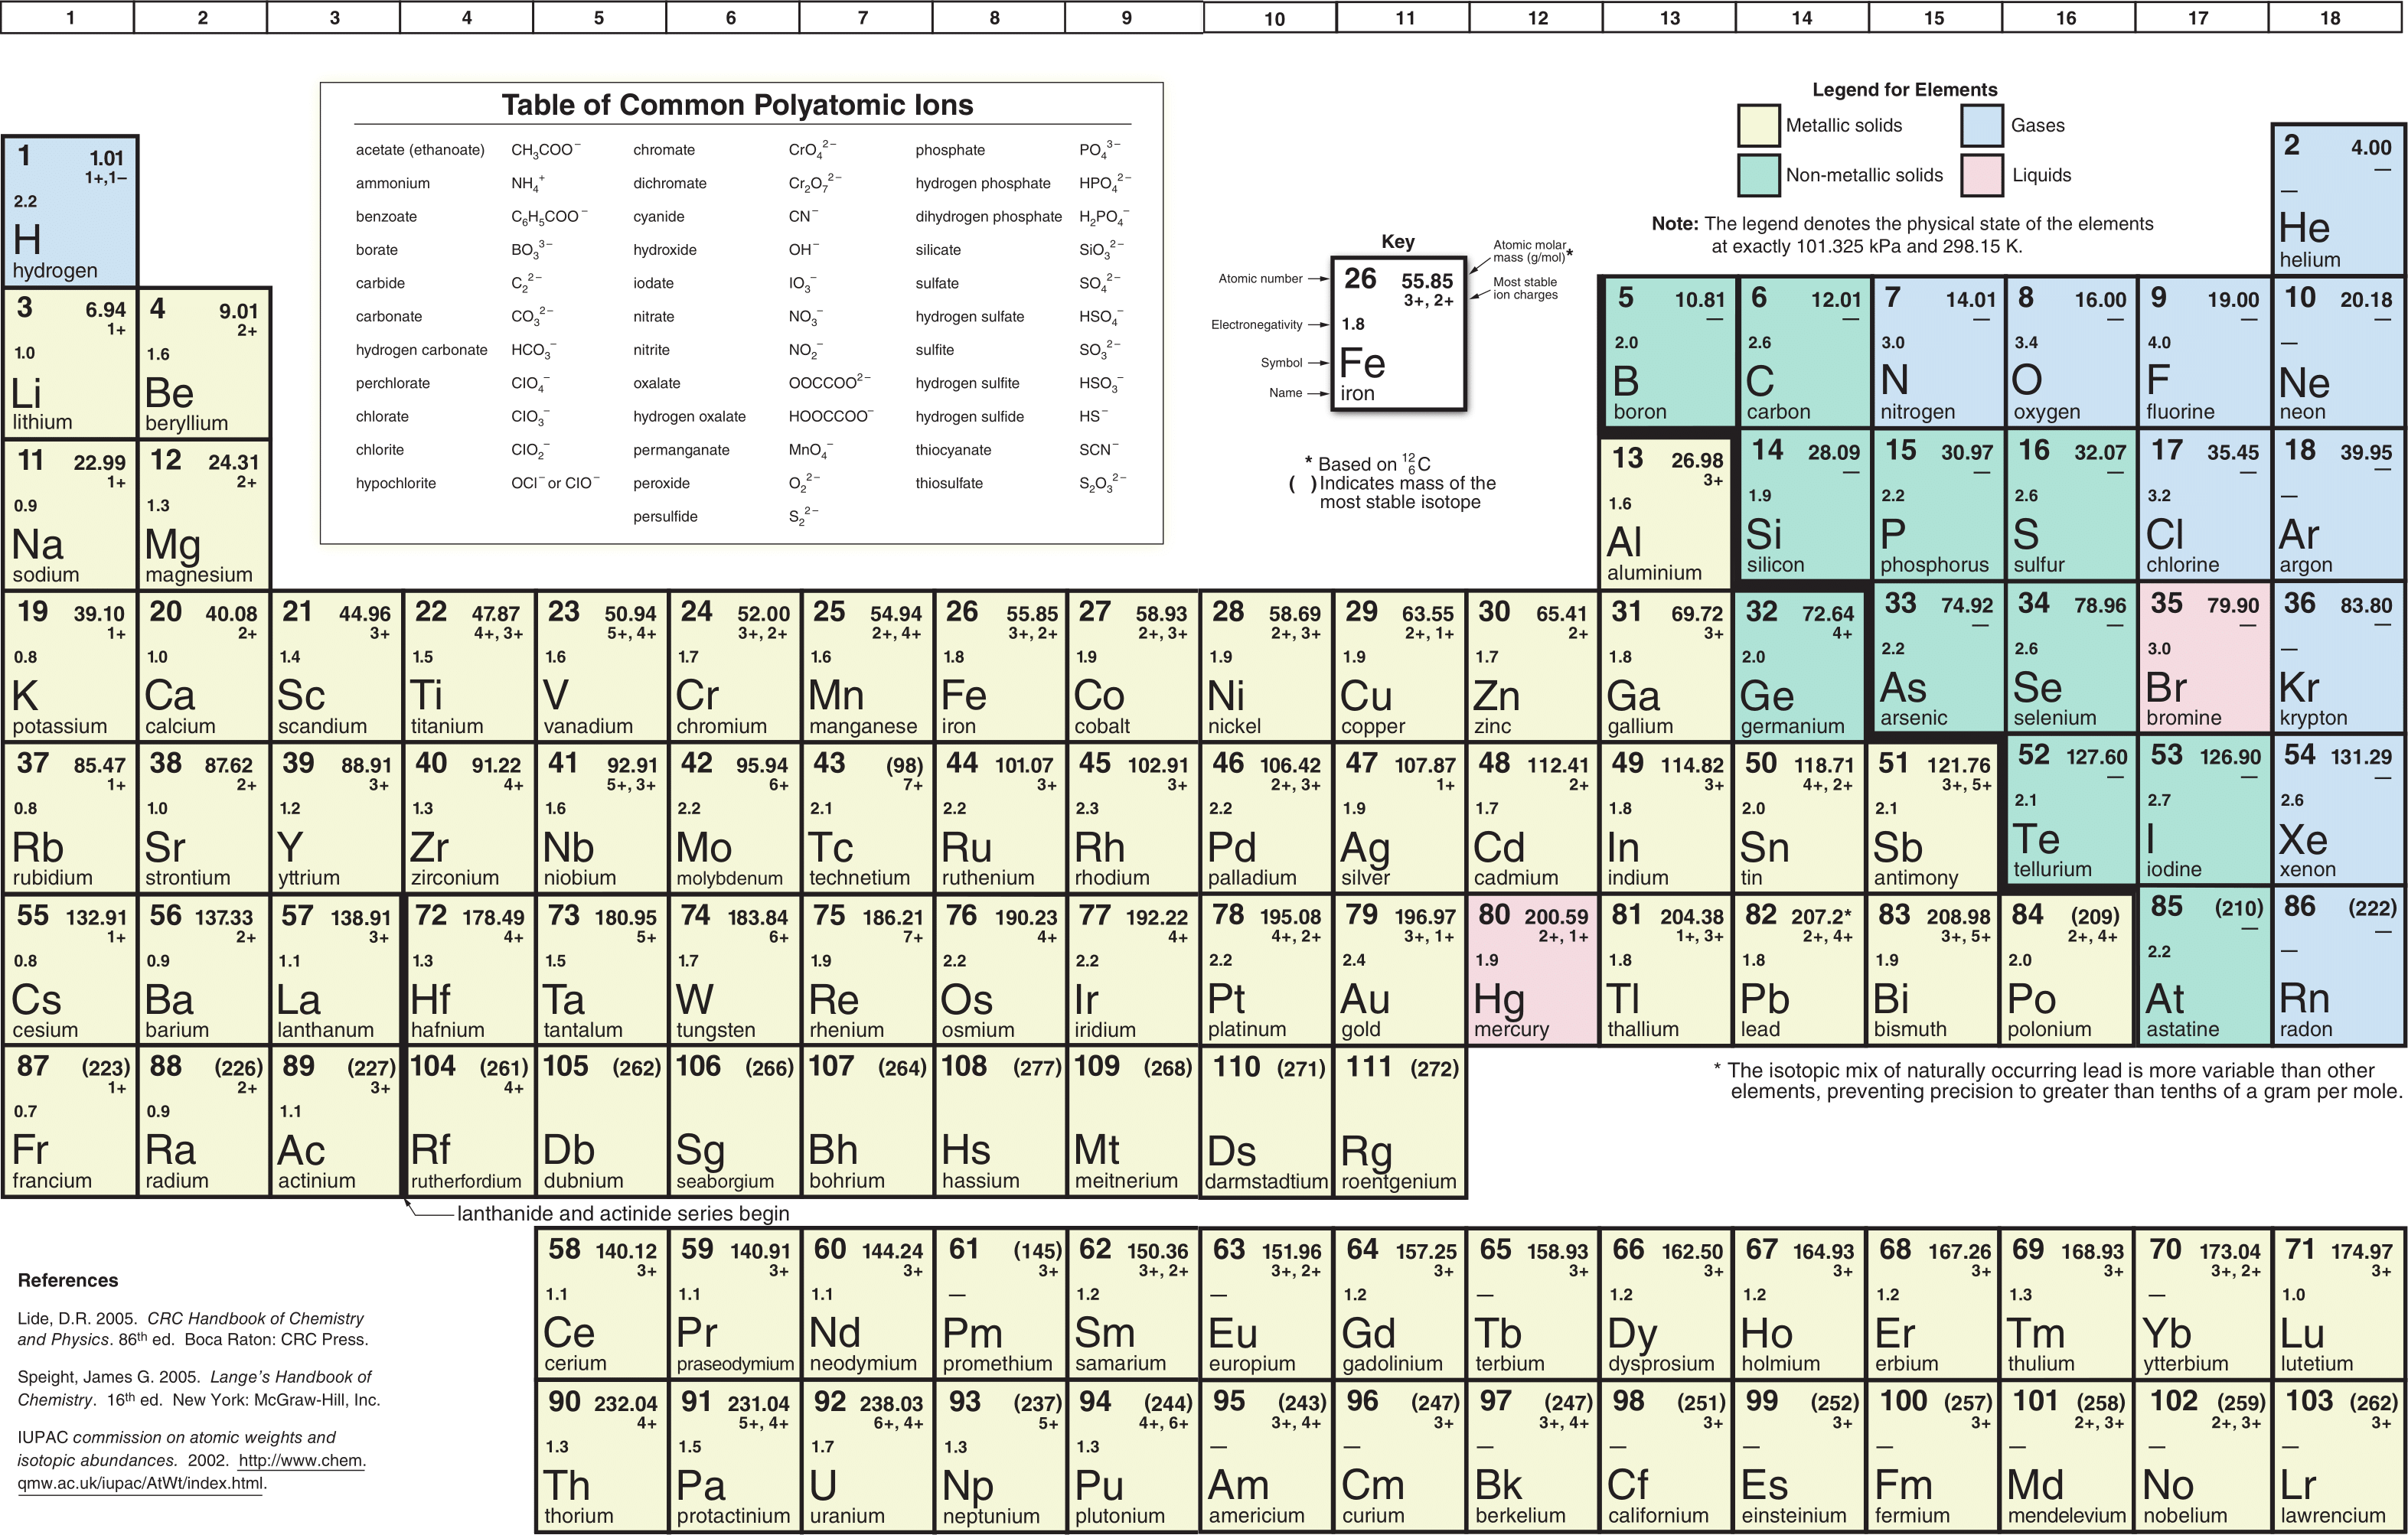 1 2 3 4 5 6 7 8 9 10 11 12 13 14 15 16 17 18
Table of Common Polyatomic Ions
acetate (ethanoate) CH₃COO⁻ chromate CrO₄²⁻ phosphate PO₄³⁻
ammonium NH₄⁺ dichromate Cr₂O₇²⁻ hydrogen phosphate HPO₄²⁻
benzoate C₆H₅COO⁻ cyanide CN⁻ dihydrogen phosphate H₂PO₄⁻
borate BO₃³⁻ hydroxide OH⁻ silicate SiO₃²⁻
carbide C₂²⁻ iodate IO₃⁻ sulfate SO₄²⁻
carbonate CO₃²⁻ nitrate NO₃⁻ hydrogen sulfate HSO₄⁻
hydrogen carbonate HCO₃⁻ nitrite NO₂⁻ sulfite SO₃²⁻
perchlorate ClO₄⁻ oxalate OOCCOO²⁻ hydrogen sulfite HSO₃⁻
chlorate ClO₃⁻ hydrogen oxalate HOOCCOO⁻ hydrogen sulfide HS⁻
chlorite ClO₂⁻ permanganate MnO₄⁻ thiocyanate SCN⁻
hypochlorite OCl⁻ or ClO⁻ peroxide O₂²⁻ thiosulfate S₂O₃²⁻
persulfide S₂²⁻
Key
Atomic number
Electronegativity
Symbol
Name
26 55.85
3+, 2+
1.8
Fe
iron
Atomic molar
mass (g/mol)*
Most stable
ion charges
* Based on ¹²₆C
( ) Indicates mass of the
most stable isotope
Legend for Elements
Metallic solids Gases
Non-metallic solids Liquids
Note: The legend denotes the physical state of the elements
at exactly 101.325 kPa and 298.15 K.
1 1.01 2 4.00
1+,1– —
2.2 —
H He
hydrogen helium
3 6.94 4 9.01 5 10.81 6 12.01 7 14.01 8 16.00 9 19.00 10 20.18
1+ 2+ — — — — — —
1.0 1.6 2.0 2.6 3.0 3.4 4.0 —
Li Be B C N O F Ne
lithium beryllium boron carbon nitrogen oxygen fluorine neon
11 22.99 12 24.31 13 26.98 14 28.09 15 30.97 16 32.07 17 35.45 18 39.95
1+ 2+ 3+ — — — — —
0.9 1.3 1.6 1.9 2.2 2.6 3.2 —
Na Mg Al Si P S Cl Ar
sodium magnesium aluminium silicon phosphorus sulfur chlorine argon
19 39.10 20 40.08 21 44.96 22 47.87 23 50.94 24 52.00 25 54.94 26 55.85 27 58.93 28 58.69 29 63.55 30 65.41 31 69.72 32 72.64 33 74.92 34 78.96 35 79.90 36 83.80
1+ 2+ 3+ 4+, 3+ 5+, 4+ 3+, 2+ 2+, 4+ 3+, 2+ 2+, 3+ 2+, 3+ 2+, 1+ 2+ 3+ 4+ — — — —
0.8 1.0 1.4 1.5 1.6 1.7 1.6 1.8 1.9 1.9 1.9 1.7 1.8 2.0 2.2 2.6 3.0 —
K Ca Sc Ti V Cr Mn Fe Co Ni Cu Zn Ga Ge As Se Br Kr
potassium calcium scandium titanium vanadium chromium manganese iron cobalt nickel copper zinc gallium germanium arsenic selenium bromine krypton
37 85.47 38 87.62 39 88.91 40 91.22 41 92.91 42 95.94 43 (98) 44 101.07 45 102.91 46 106.42 47 107.87 48 112.41 49 114.82 50 118.71 51 121.76 52 127.60 53 126.90 54 131.29
1+ 2+ 3+ 4+ 5+, 3+ 6+ 7+ 3+ 3+ 2+, 3+ 1+ 2+ 3+ 4+, 2+ 3+, 5+ — — —
0.8 1.0 1.2 1.3 1.6 2.2 2.1 2.2 2.3 2.2 1.9 1.7 1.8 2.0 2.1 2.1 2.7 2.6
Rb Sr Y Zr Nb Mo Tc Ru Rh Pd Ag Cd In Sn Sb Te I Xe
rubidium strontium yttrium zirconium niobium molybdenum technetium ruthenium rhodium palladium silver cadmium indium tin antimony tellurium iodine xenon
55 132.91 56 137.33 57 138.91 72 178.49 73 180.95 74 183.84 75 186.21 76 190.23 77 192.22 78 195.08 79 196.97 80 200.59 81 204.38 82 207.2* 83 208.98 84 (209) 85 (210) 86 (222)
1+ 2+ 3+ 4+ 5+ 6+ 7+ 4+ 4+ 4+, 2+ 3+, 1+ 2+, 1+ 1+, 3+ 2+, 4+ 3+, 5+ 2+, 4+ — —
0.8 0.9 1.1 1.3 1.5 1.7 1.9 2.2 2.2 2.2 2.4 1.9 1.8 1.8 1.9 2.0 2.2 —
Cs Ba La Hf Ta W Re Os Ir Pt Au Hg Tl Pb Bi Po At Rn
cesium barium lanthanum hafnium tantalum tungsten rhenium osmium iridium platinum gold mercury thallium lead bismuth polonium astatine radon
87 (223) 88 (226) 89 (227) 104 (261) 105 (262) 106 (266) 107 (264) 108 (277) 109 (268) 110 (271) 111 (272)
1+ 2+ 3+ 4+
0.7 0.9 1.1
Fr Ra Ac Rf Db Sg Bh Hs Mt Ds Rg
francium radium actinium rutherfordium dubnium seaborgium bohrium hassium meitnerium darmstadtium roentgenium
* The isotopic mix of naturally occurring lead is more variable than other
elements, preventing precision to greater than tenths of a gram per mole.
lanthanide and actinide series begin
58 140.12 59 140.91 60 144.24 61 (145) 62 150.36 63 151.96 64 157.25 65 158.93 66 162.50 67 164.93 68 167.26 69 168.93 70 173.04 71 174.97
3+ 3+ 3+ 3+ 3+, 2+ 3+, 2+ 3+ 3+ 3+ 3+ 3+ 3+ 3+, 2+ 3+
1.1 1.1 1.1 — 1.2 — 1.2 — 1.2 1.2 1.2 1.3 — 1.0
Ce Pr Nd Pm Sm Eu Gd Tb Dy Ho Er Tm Yb Lu
cerium praseodymium neodymium promethium samarium europium gadolinium terbium dysprosium holmium erbium thulium ytterbium lutetium
90 232.04 91 231.04 92 238.03 93 (237) 94 (244) 95 (243) 96 (247) 97 (247) 98 (251) 99 (252) 100 (257) 101 (258) 102 (259) 103 (262)
4+ 5+, 4+ 6+, 4+ 5+ 4+, 6+ 3+, 4+ 3+ 3+, 4+ 3+ 3+ 3+ 2+, 3+ 2+, 3+ 3+
1.3 1.5 1.7 1.3 1.3 — — — — — — — — —
Th Pa U Np Pu Am Cm Bk Cf Es Fm Md No Lr
thorium protactinium uranium neptunium plutonium americium curium berkelium californium einsteinium fermium mendelevium nobelium lawrencium
References
Lide, D.R. 2005. CRC Handbook of Chemistry
and Physics. 86th ed. Boca Raton: CRC Press.
Speight, James G. 2005. Lange's Handbook of
Chemistry. 16th ed. New York: McGraw-Hill, Inc.
IUPAC commission on atomic weights and
isotopic abundances. 2002. http://www.chem.
qmw.ac.uk/iupac/AtWt/index.html.